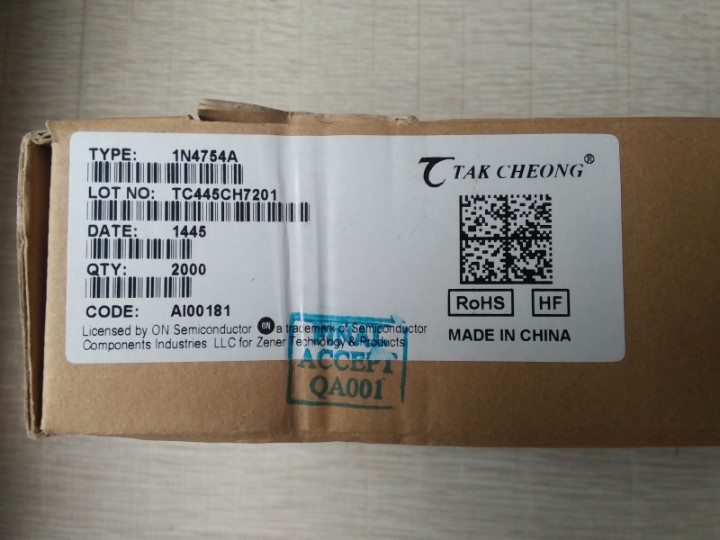 TYPE: 1N4754A
LOT NO: TC445CH7201
DATE: 1445
QTY: 2000
CODE: AI00181
Licensed by ON Semiconductor ON a trademark of Semiconductor
Components Industries LLC for Zener Technology & Products
TAK CHEONG®
RoHS HF
MADE IN CHINA
ACCEPT
QA001